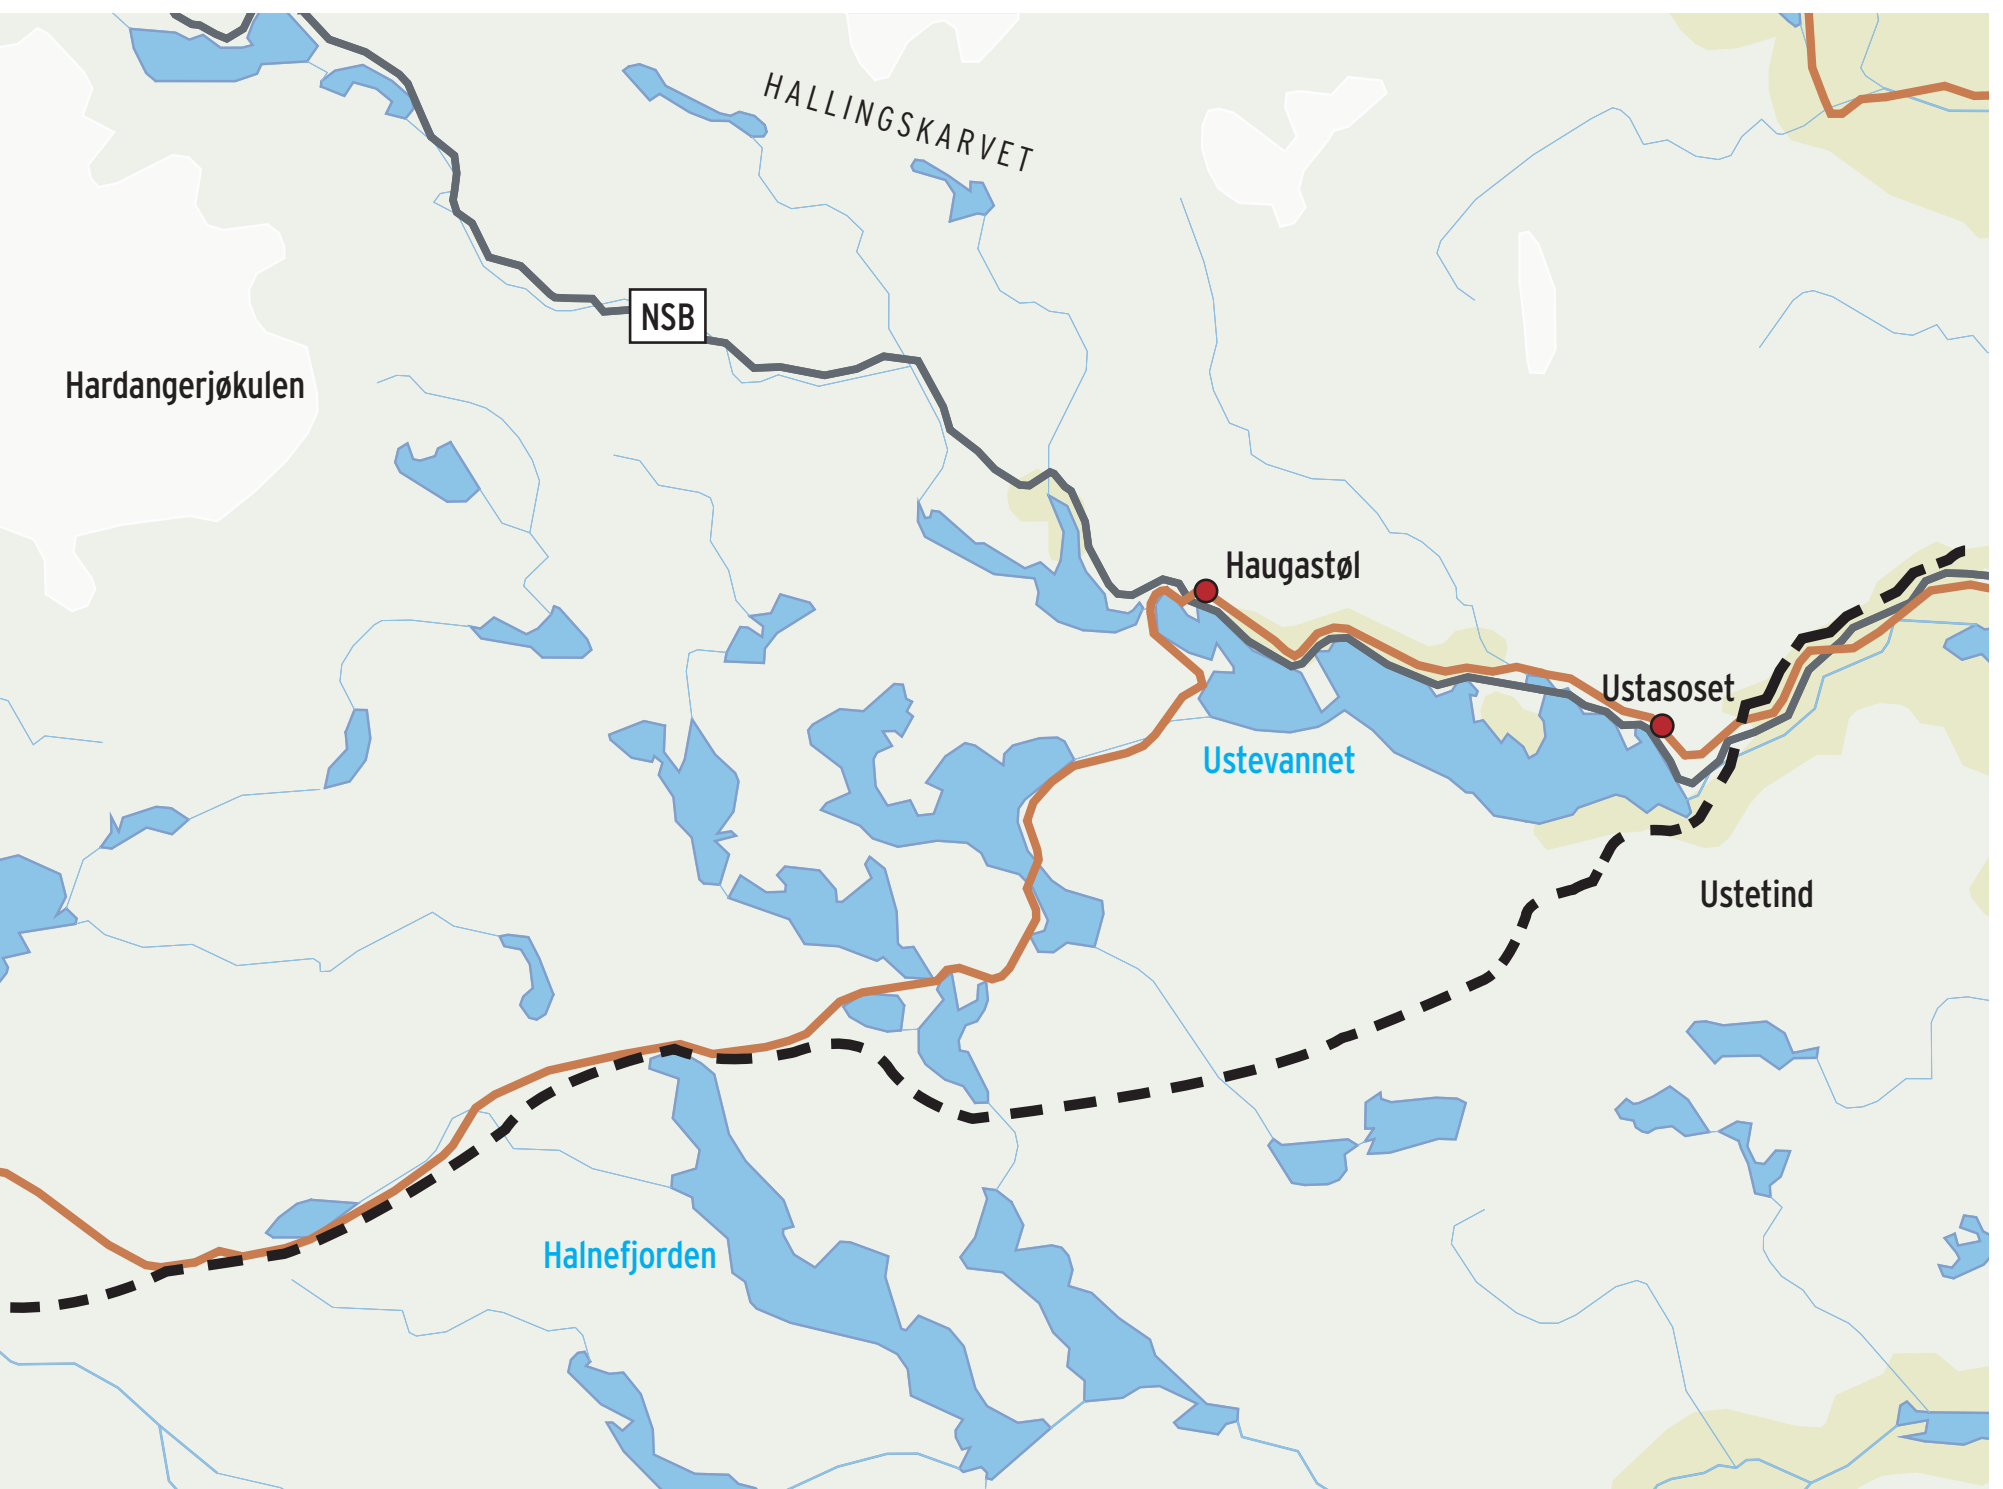 HALLINGSKARVET
NSB
Hardangerjøkulen
Haugastøl
Ustasoset
Ustevannet
Ustetind
Halnefjorden